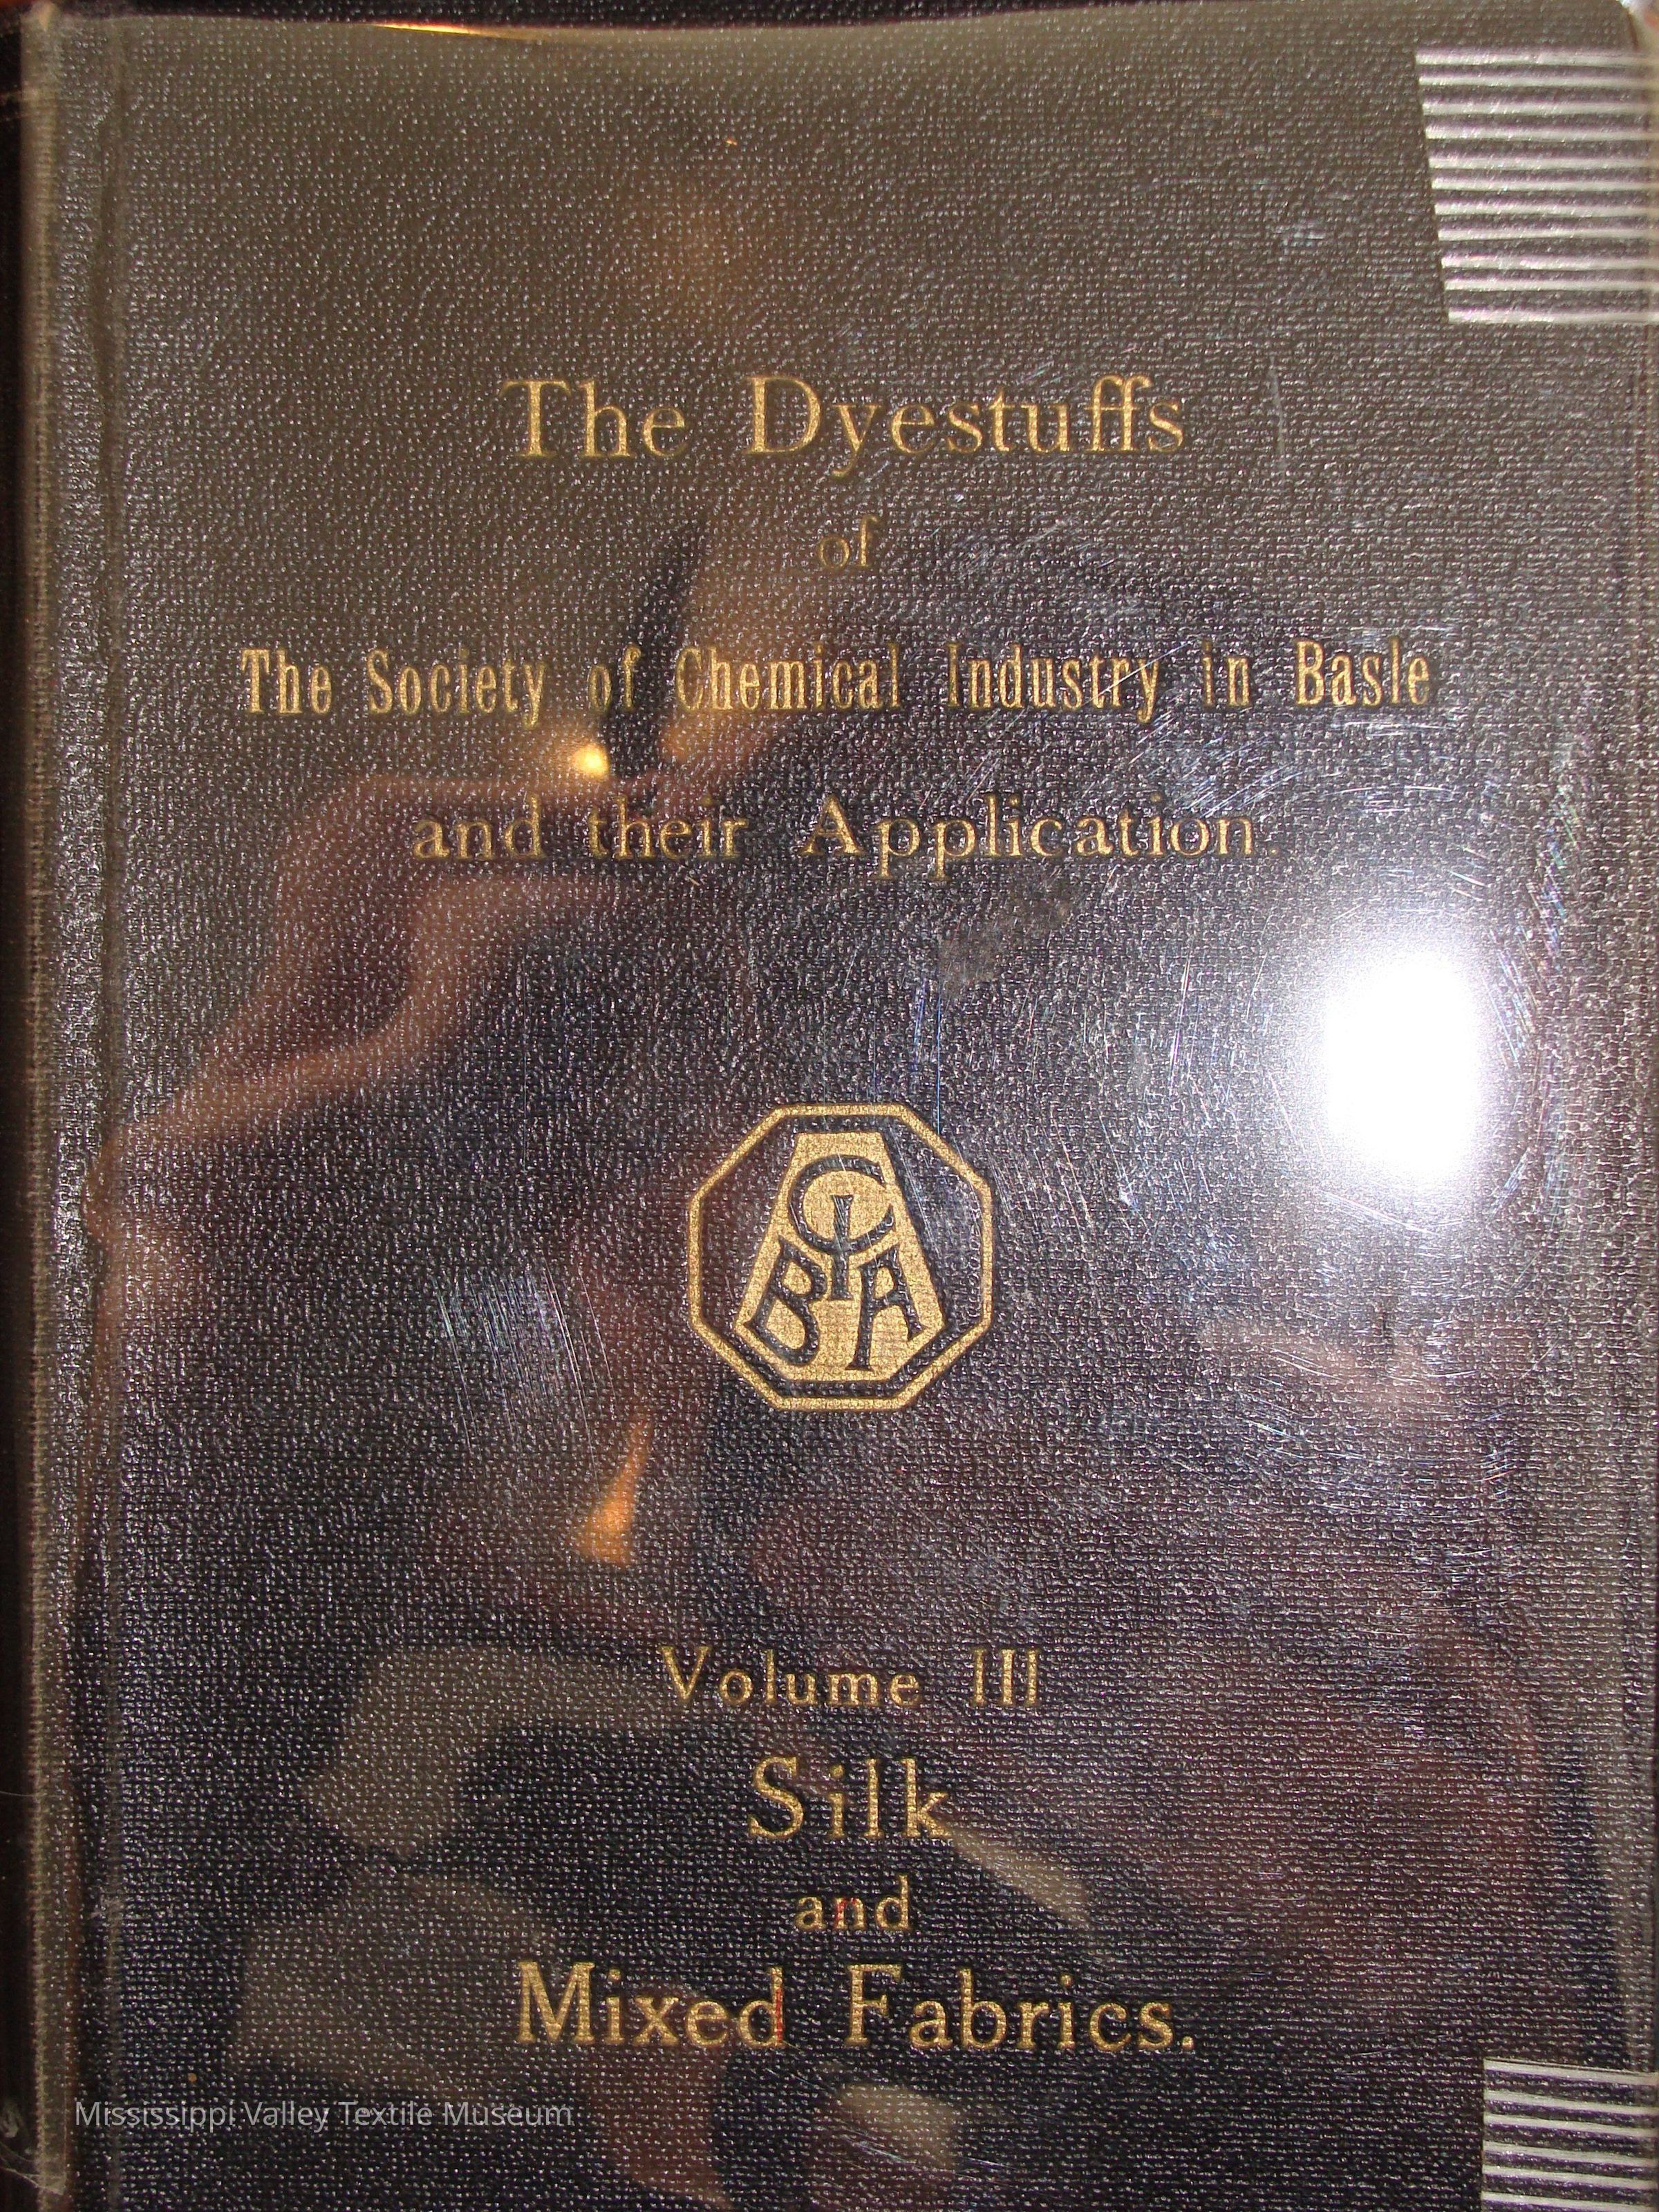 The Dyestuffs
of
The Society of Chemical Industry in Basle
and their Application.
CIBA
Volume III
Silk
and
Mixed Fabrics.
Mississippi Valley Textile Museum